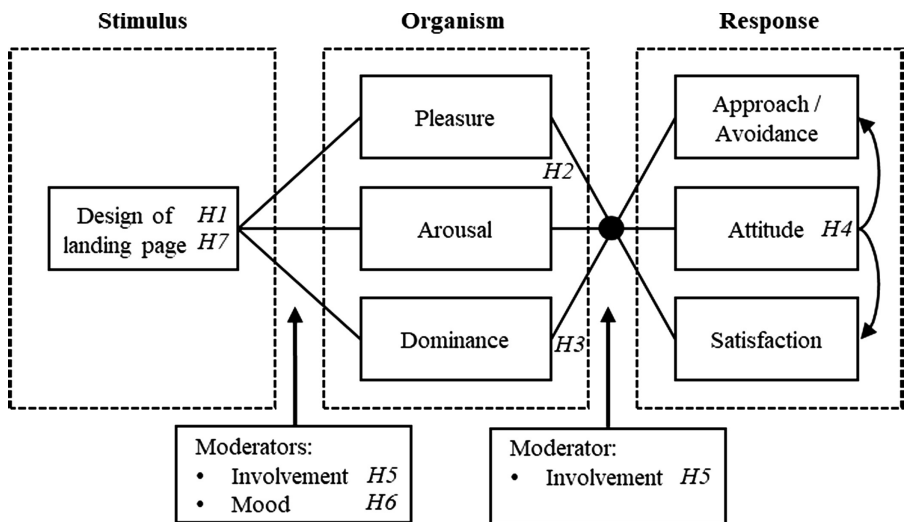 Stimulus
Organism
Response
Design of H1
landing page H7
Pleasure
H2
Arousal
Dominance
H3
Approach /
Avoidance
Attitude H4
Satisfaction
Moderators:
• Involvement H5
• Mood H6
Moderator:
• Involvement H5